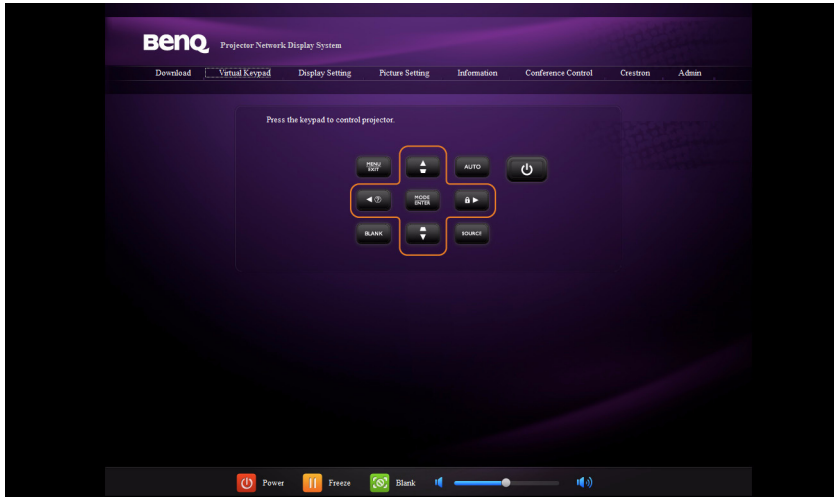 BenQ Projector Network Display System
Download Virtual Keypad Display Setting Picture Setting Information Conference Control Crestron Admin
Press the keypad to control projector.
MENU
EXIT
AUTO
MODE
ENTER
BLANK
SOURCE
Power Freeze Blank